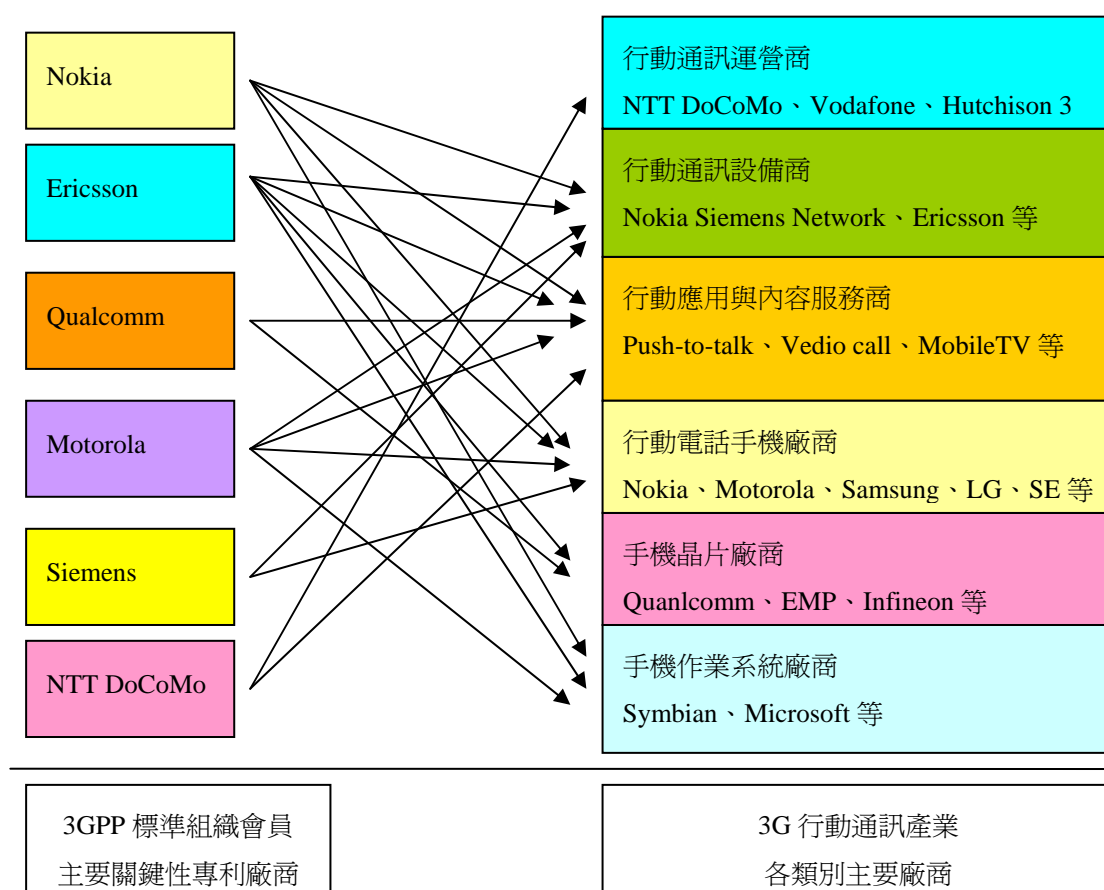 Nokia
Ericsson
Qualcomm
Motorola
Siemens
NTT DoCoMo
行動通訊運營商
NTT DoCoMo、Vodafone、Hutchison 3
行動通訊設備商
Nokia Siemens Network、Ericsson 等
行動應用與內容服務商
Push-to-talk、Vedio call、MobileTV 等
行動電話手機廠商
Nokia、Motorola、Samsung、LG、SE 等
手機晶片廠商
Quanlcomm、EMP、Infineon 等
手機作業系統廠商
Symbian、Microsoft 等
3GPP 標準組織會員
主要關鍵性專利廠商
3G 行動通訊產業
各類別主要廠商